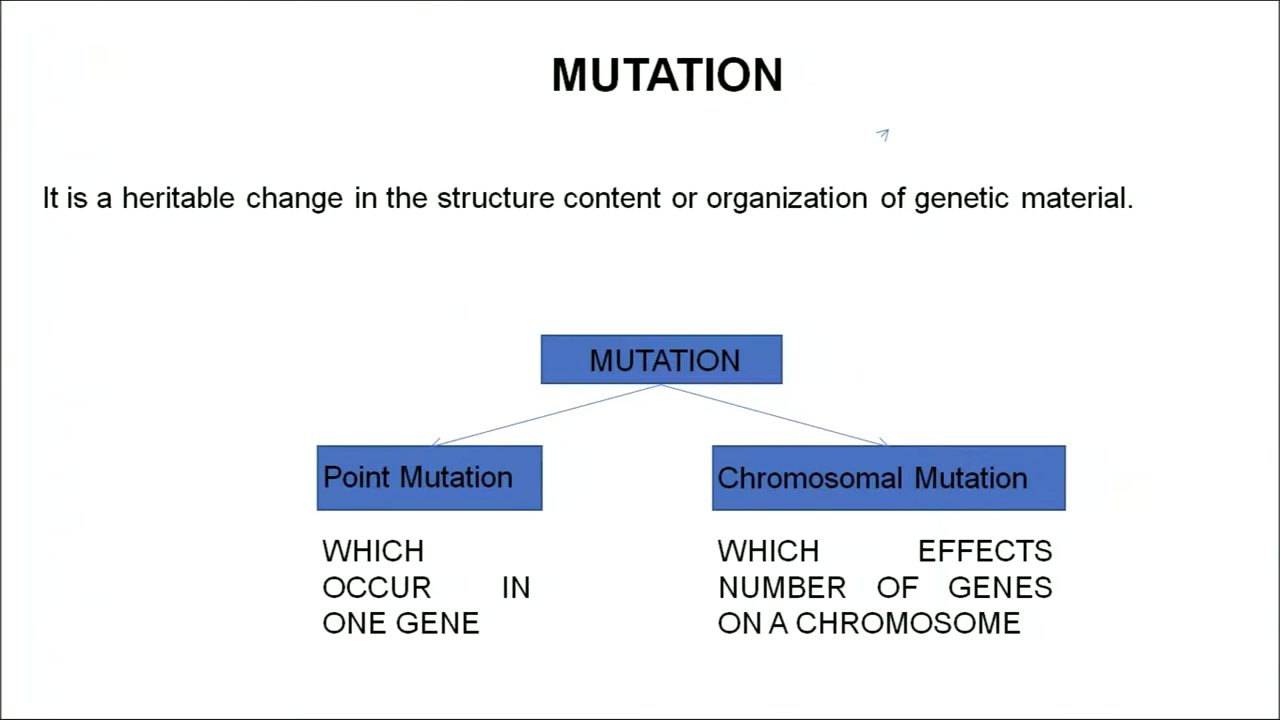 MUTATION
It is a heritable change in the structure content or organization of genetic material.
MUTATION
Point Mutation
WHICH
OCCUR IN
ONE GENE
Chromosomal Mutation
WHICH EFFECTS
NUMBER OF GENES
ON A CHROMOSOME